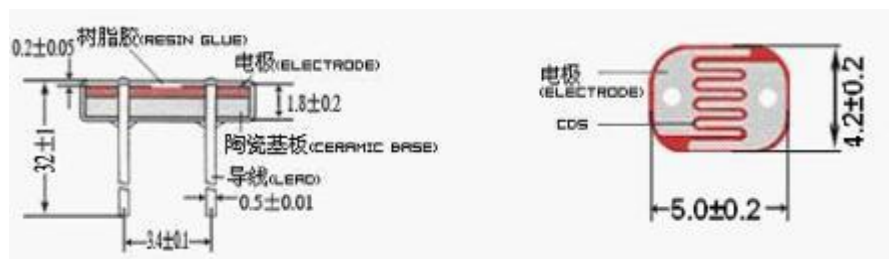 树脂胶(RESIN GLUE)
0.2±0.05
电极(ELECTRODE)
1.8±0.2
32±1
陶瓷基板(CERAMIC BASE)
导线(LEAD)
0.5±0.01
3.4±0.1
电极
(ELECTRODE)
CDS
4.2±0.2
5.0±0.2